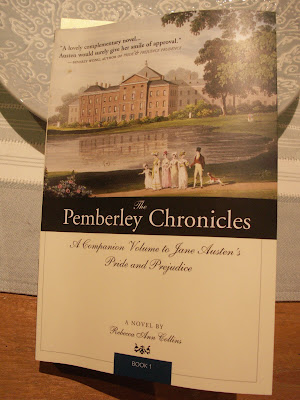 "A lovely complementary novel...
Austen would surely give her smile of approval."
The
Pemberley Chronicles
A Companion Volume to Jane Austen's
Pride and Prejudice
A NOVEL BY
Rebecca Ann Collins
BOOK 1